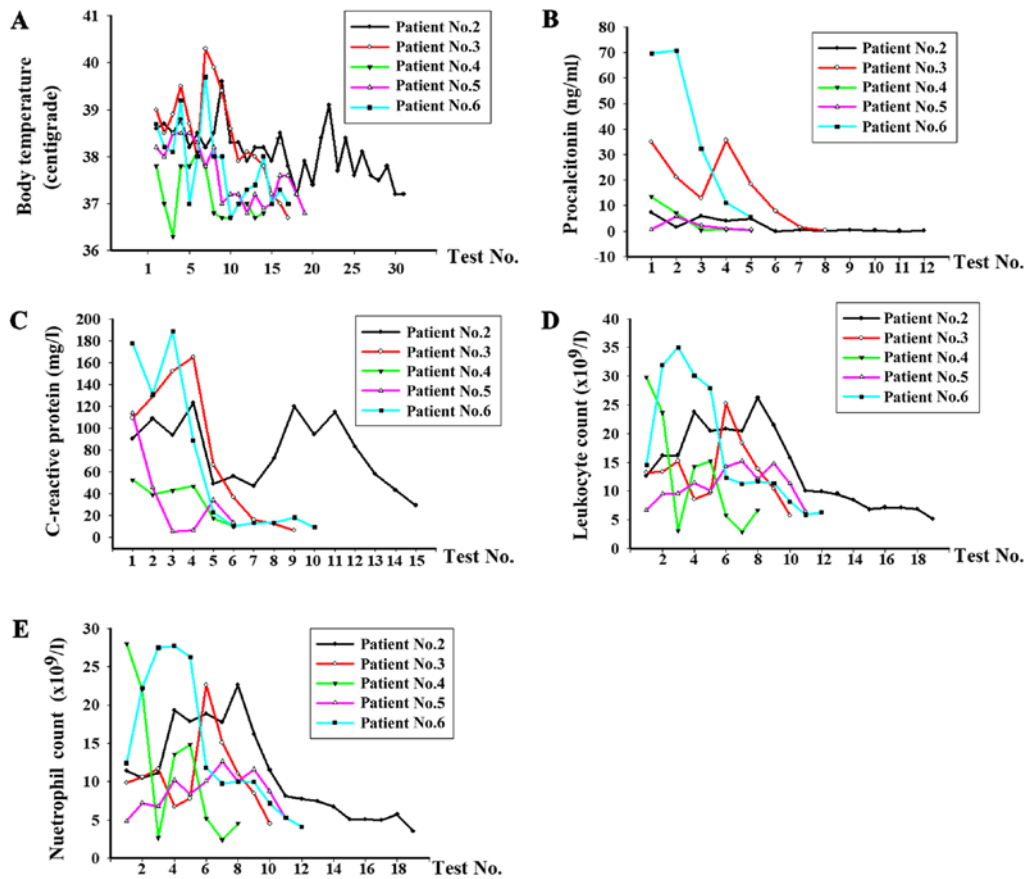 A
Body temperature
(centigrade)
41
40
39
38
37
36
1 5 10 15 20 25 30
Test No.
Patient No.2
Patient No.3
Patient No.4
Patient No.5
Patient No.6
B
Procalcitonin (ng/ml)
80
70
60
50
40
30
20
10
0
-10
1 2 3 4 5 6 7 8 9 10 11 12
Test No.
Patient No.2
Patient No.3
Patient No.4
Patient No.5
Patient No.6
C
C-reactive protein (mg/l)
200
180
160
140
120
100
80
60
40
20
0
1 2 3 4 5 6 7 8 9 10 11 12 13 14 15
Test No.
Patient No.2
Patient No.3
Patient No.4
Patient No.5
Patient No.6
D
Leukocyte count (x10⁹/l)
40
35
30
25
20
15
10
5
0
2 4 6 8 10 12 14 16 18
Test No.
Patient No.2
Patient No.3
Patient No.4
Patient No.5
Patient No.6
E
Nuetrophil count (x10⁹/l)
30
25
20
15
10
5
0
2 4 6 8 10 12 14 16 18
Test No.
Patient No.2
Patient No.3
Patient No.4
Patient No.5
Patient No.6